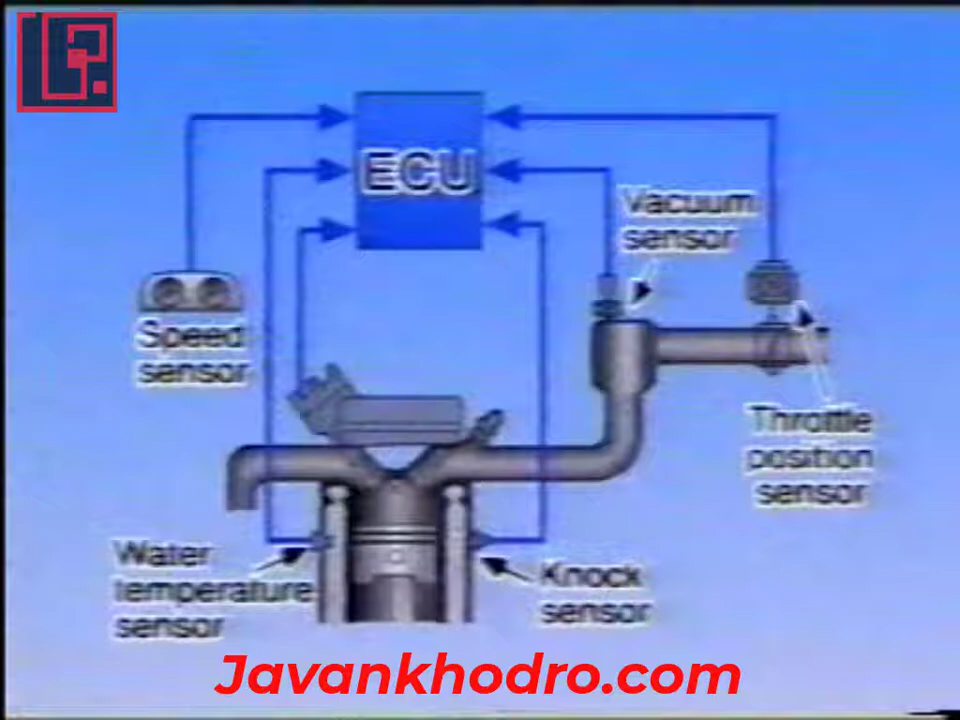 ECU
Vacuum
sensor
Speed
sensor
Throttle
position
sensor
Water
temperature
sensor
Knock
sensor
Javankhodro.com